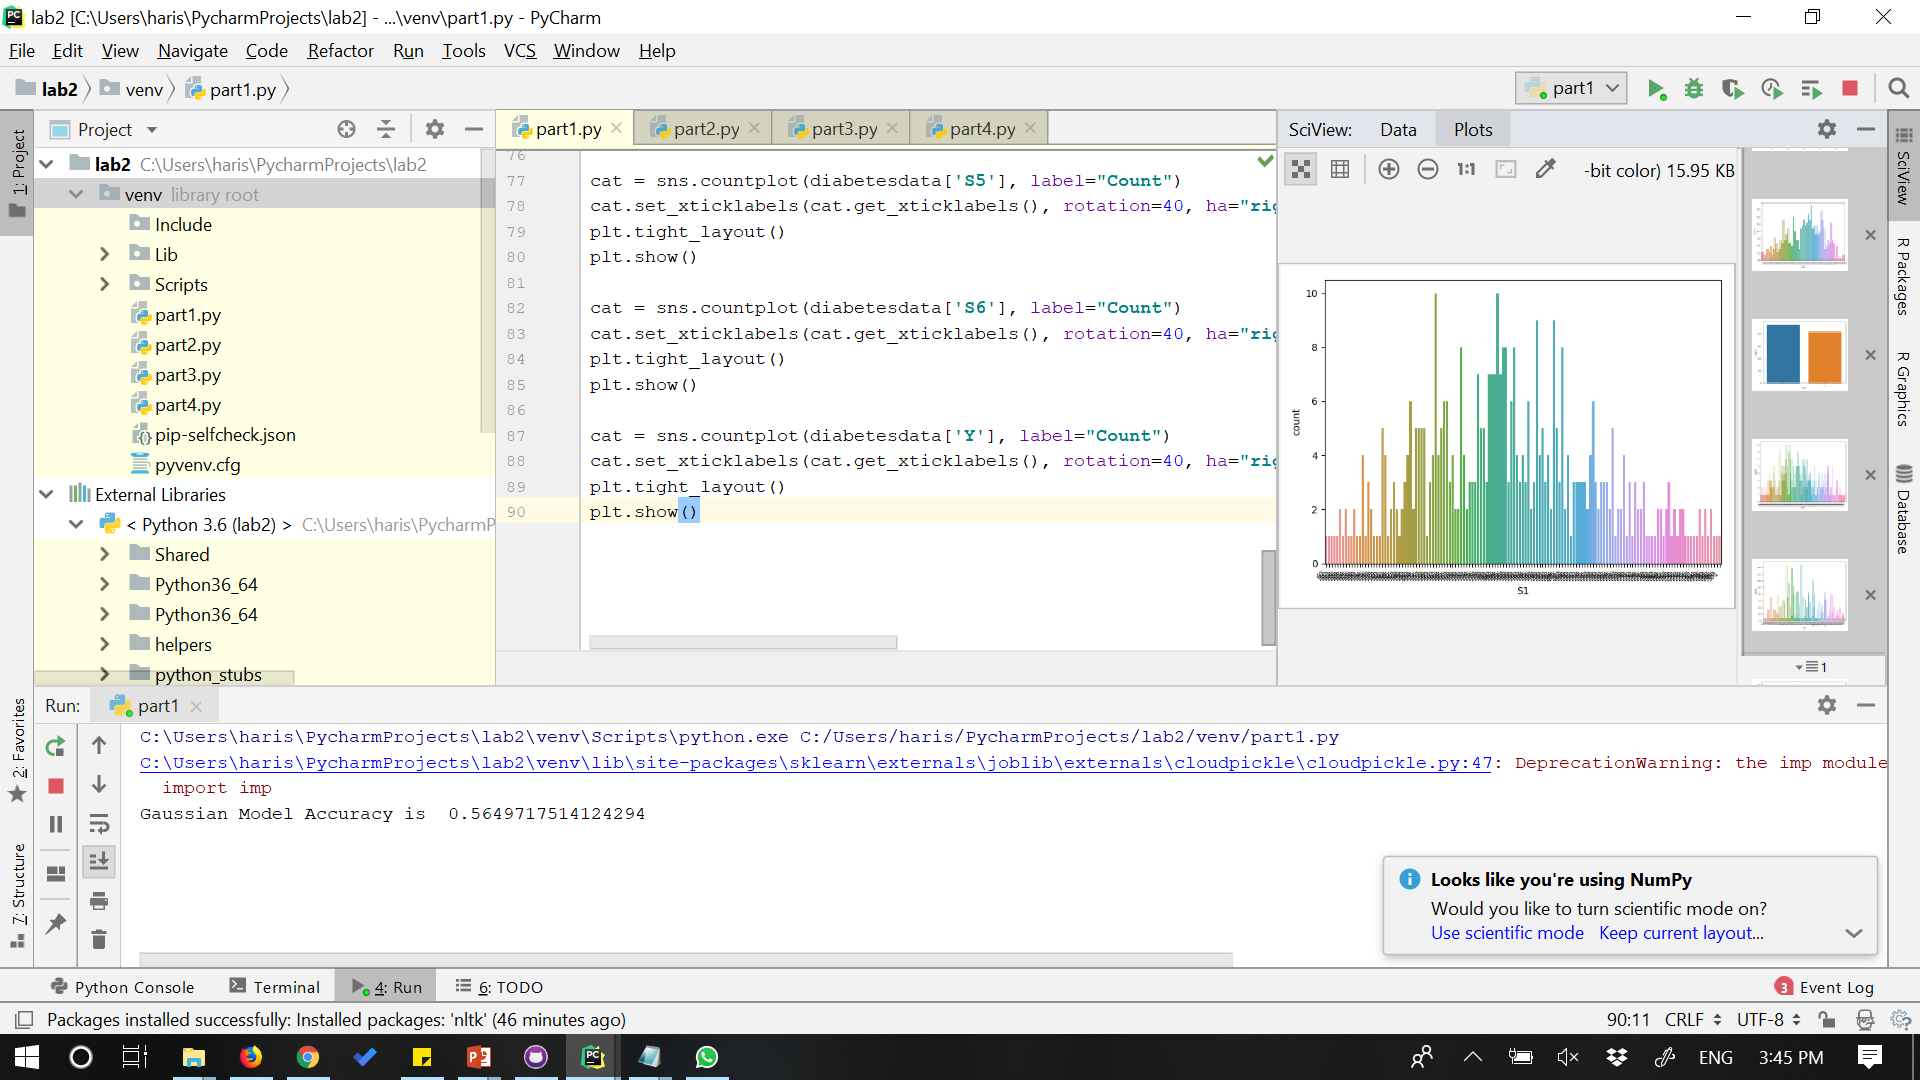 lab2 [C:\Users\haris\PycharmProjects\lab2] - ...\venv\part1.py - PyCharm
File Edit View Navigate Code Refactor Run Tools VCS Window Help
lab2 venv part1.py
part1
Project
part1.py part2.py part3.py part4.py
SciView: Data Plots
1: Project
lab2 C:\Users\haris\PycharmProjects\lab2
venv library root
Include
Lib
Scripts
part1.py
part2.py
part3.py
part4.py
pip-selfcheck.json
pyvenv.cfg
External Libraries
< Python 3.6 (lab2) > C:\Users\haris\PycharmP
Shared
Python36_64
Python36_64
helpers
python_stubs
76
77 cat = sns.countplot(diabetesdata['S5'], label="Count")
78 cat.set_xticklabels(cat.get_xticklabels(), rotation=40, ha="rig
79 plt.tight_layout()
80 plt.show()
81
82 cat = sns.countplot(diabetesdata['S6'], label="Count")
83 cat.set_xticklabels(cat.get_xticklabels(), rotation=40, ha="rig
84 plt.tight_layout()
85 plt.show()
86
87 cat = sns.countplot(diabetesdata['Y'], label="Count")
88 cat.set_xticklabels(cat.get_xticklabels(), rotation=40, ha="rig
89 plt.tight_layout()
90 plt.show()
1:1 -bit color) 15.95 KB
10
8
6
4
2
0
count
S1
1
SciView
R Packages
R Graphics
Database
Run: part1
2: Favorites
7: Structure
C:\Users\haris\PycharmProjects\lab2\venv\Scripts\python.exe C:/Users/haris/PycharmProjects/lab2/venv/part1.py
C:\Users\haris\PycharmProjects\lab2\venv\lib\site-packages\sklearn\externals\joblib\externals\cloudpickle\cloudpickle.py:47: DeprecationWarning: the imp module
import imp
Gaussian Model Accuracy is 0.5649717514124294
Looks like you're using NumPy
Would you like to turn scientific mode on?
Use scientific mode Keep current layout...
Python Console Terminal 4: Run 6: TODO
3 Event Log
Packages installed successfully: Installed packages: 'nltk' (46 minutes ago)
90:11 CRLF UTF-8
ENG 3:45 PM